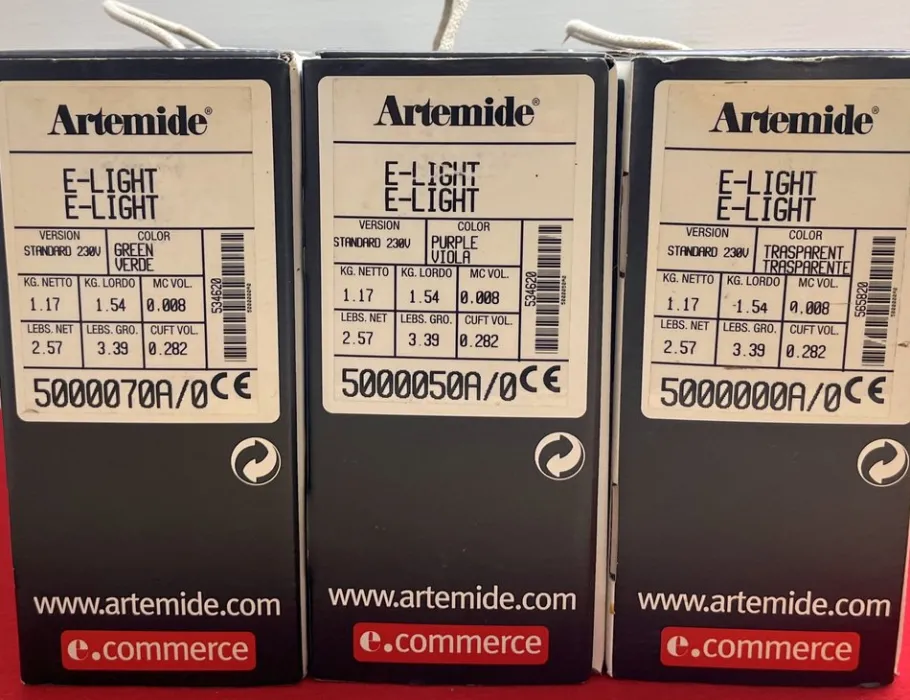 Artemide®
E-LIGHT
E-LIGHT
VERSION COLOR
STANDARD 230V GREEN
VERDE
KG. NETTO KG. LORDO MC VOL.
1.17 1.54 0.008
LEBS. NET LEBS. GRO. CUFT VOL.
2.57 3.39 0.282
534620
5000070A/0 CE
www.artemide.com
e.commerce
Artemide®
E-LIGHT
E-LIGHT
VERSION COLOR
STANDARD 230V PURPLE
VIOLA
KG. NETTO KG. LORDO MC VOL.
1.17 1.54 0.008
LEBS. NET LEBS. GRO. CUFT VOL.
2.57 3.39 0.282
534620
5000050A/0 CE
www.artemide.com
e.commerce
Artemide®
E-LIGHT
E-LIGHT
VERSION COLOR
STANDARD 230V TRASPARENT
TRASPARENTE
KG. NETTO KG. LORDO MC VOL.
1.17 1.54 0.008
LEBS. NET LEBS. GRO. CUFT VOL.
2.57 3.39 0.282
565820
5000000A/0 CE
www.artemide.com
e.commerce